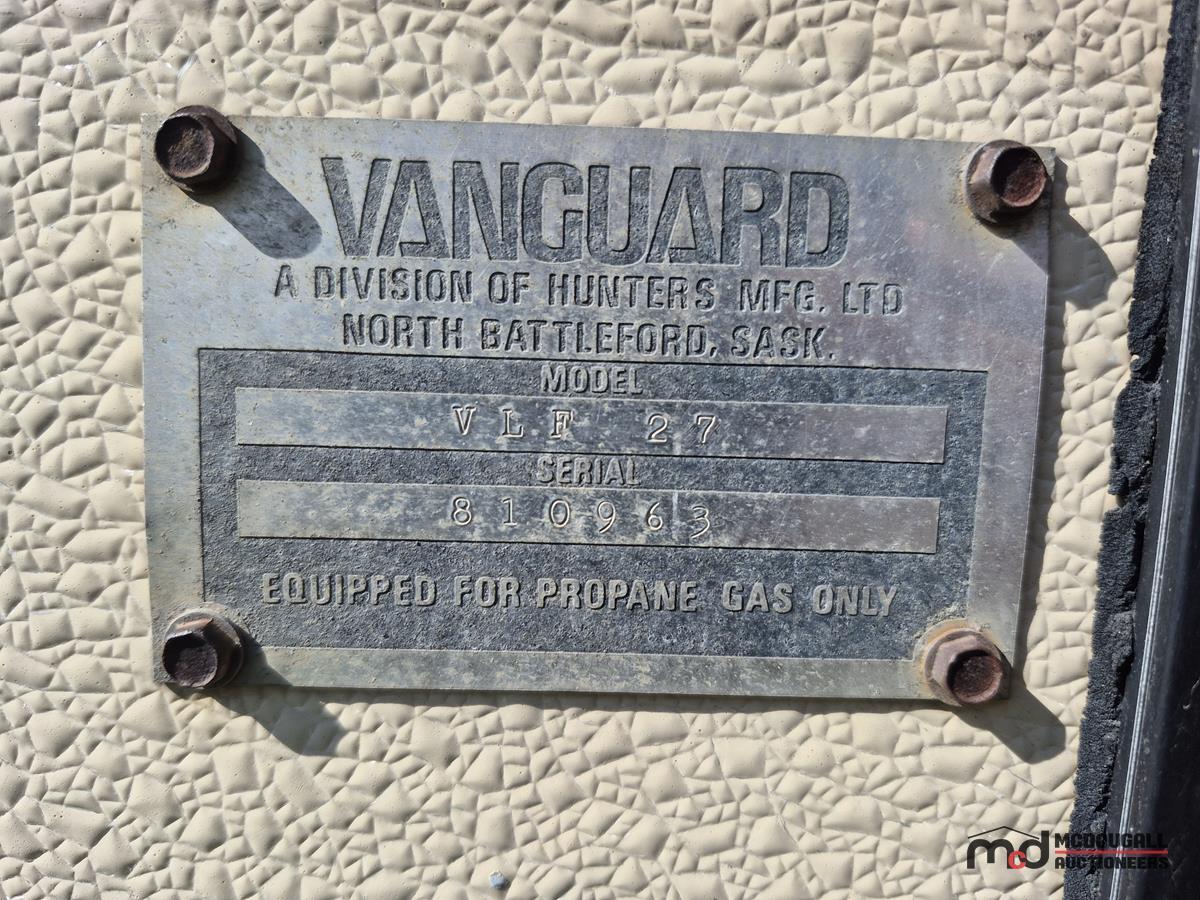 VANGUARD
A DIVISION OF HUNTERS MFG. LTD
NORTH BATTLEFORD, SASK.
MODEL
VLF 27
SERIAL
810963
EQUIPPED FOR PROPANE GAS ONLY
mcd MCDOUGALL
AUCTIONEERS